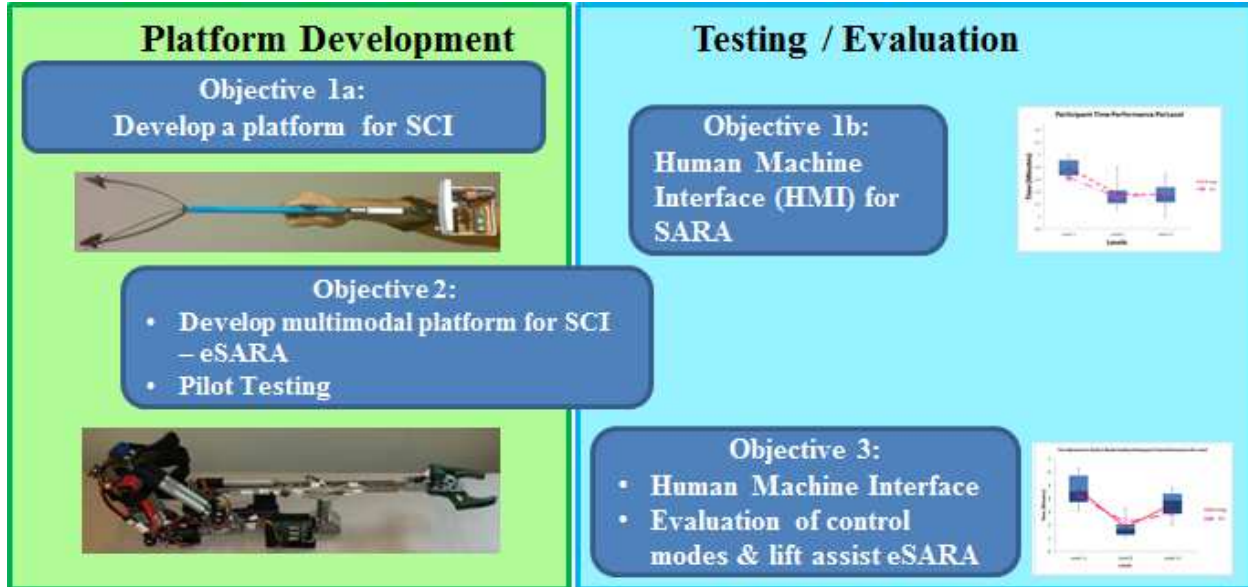 Platform Development
Objective 1a:
Develop a platform for SCI
Objective 2:
• Develop multimodal platform for SCI
– eSARA
• Pilot Testing
Testing / Evaluation
Objective 1b:
Human Machine
Interface (HMI) for
SARA
Participant Time Performance Per Level
Time (Minutes)
Levels
Objective 3:
• Human Machine Interface
• Evaluation of control
modes & lift assist eSARA